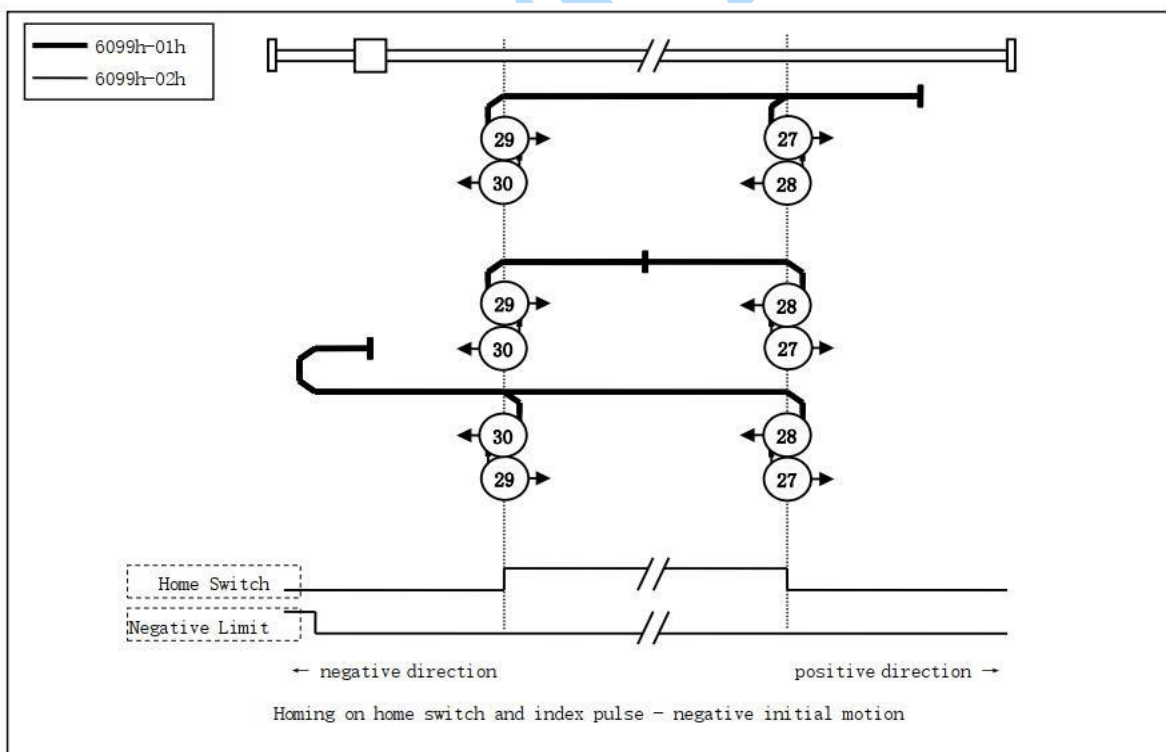 6099h-01h
6099h-02h
29
27
30
28
29
28
30
27
30
28
29
27
Home Switch
Negative Limit
← negative direction
positive direction →
Homing on home switch and index pulse - negative initial motion